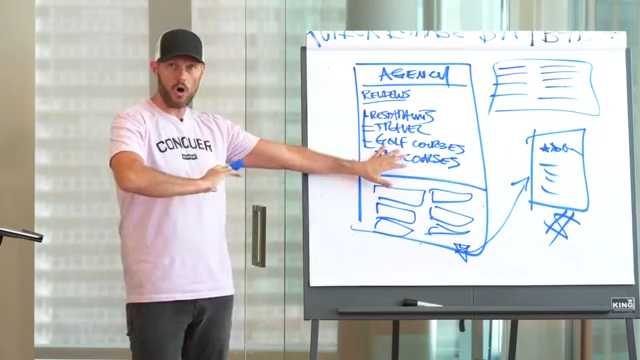 CONQUER
AGENCY
REVIEWS
RESTAURANTS
TRAVEL
GOLF COURSES
COURSES
KING